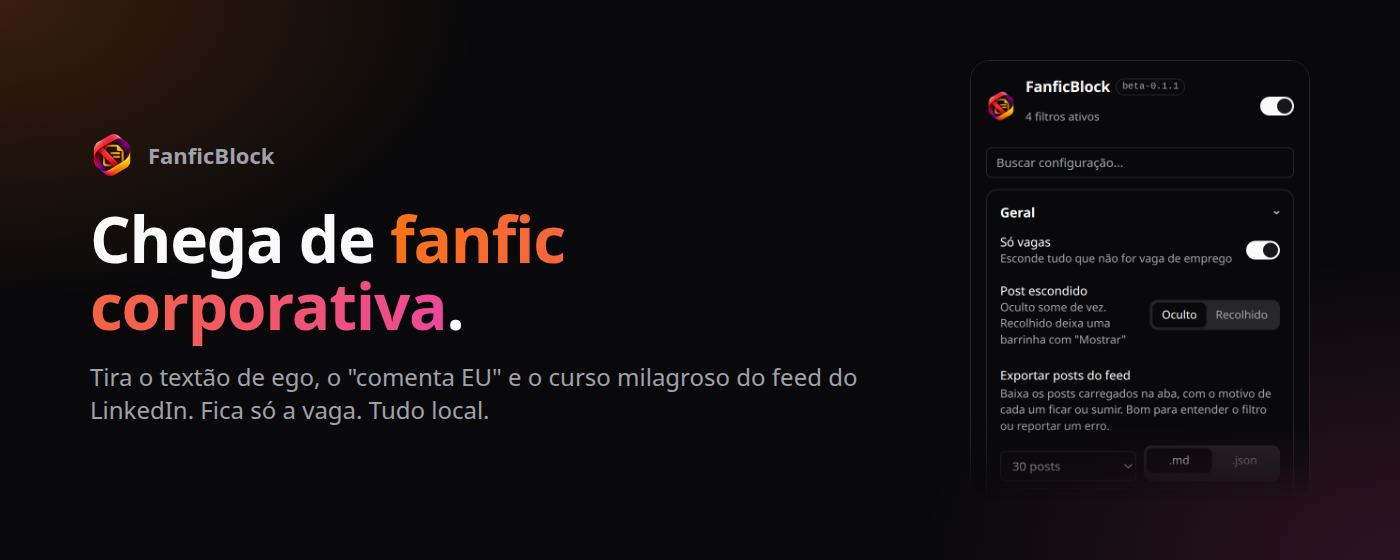 FanficBlock
Chega de fanfic
corporativa.
Tira o textão de ego, o "comenta EU" e o curso milagroso do feed do
LinkedIn. Fica só a vaga. Tudo local.
FanficBlock beta-0.1.1
4 filtros ativos
Buscar configuração...
Geral
Só vagas
Esconde tudo que não for vaga de emprego
Post escondido
Oculto some de vez.
Recolhido deixa uma
barrinha com "Mostrar"
Oculto Recolhido
Exportar posts do feed
Baixa os posts carregados na aba, com o motivo de
cada um ficar ou sumir. Bom para entender o filtro
ou reportar um erro.
30 posts .md .json